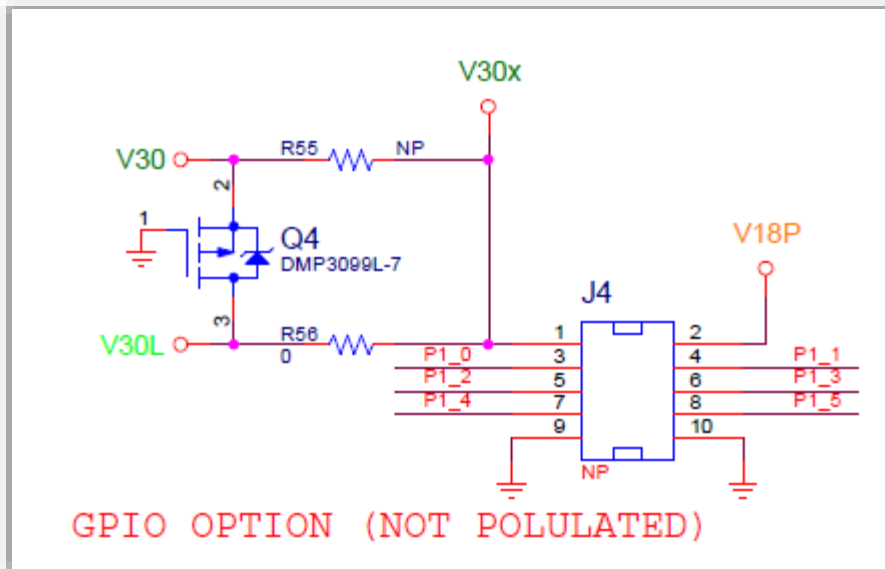 V30x
V30 R55 NP
2
1 Q4 V18P
DMP3099L-7
J4
3
V30L R56 1 2
0 P1_0 3 4 P1_1
P1_2 5 6 P1_3
P1_4 7 8 P1_5
9 10
NP
GPIO OPTION (NOT POLULATED)